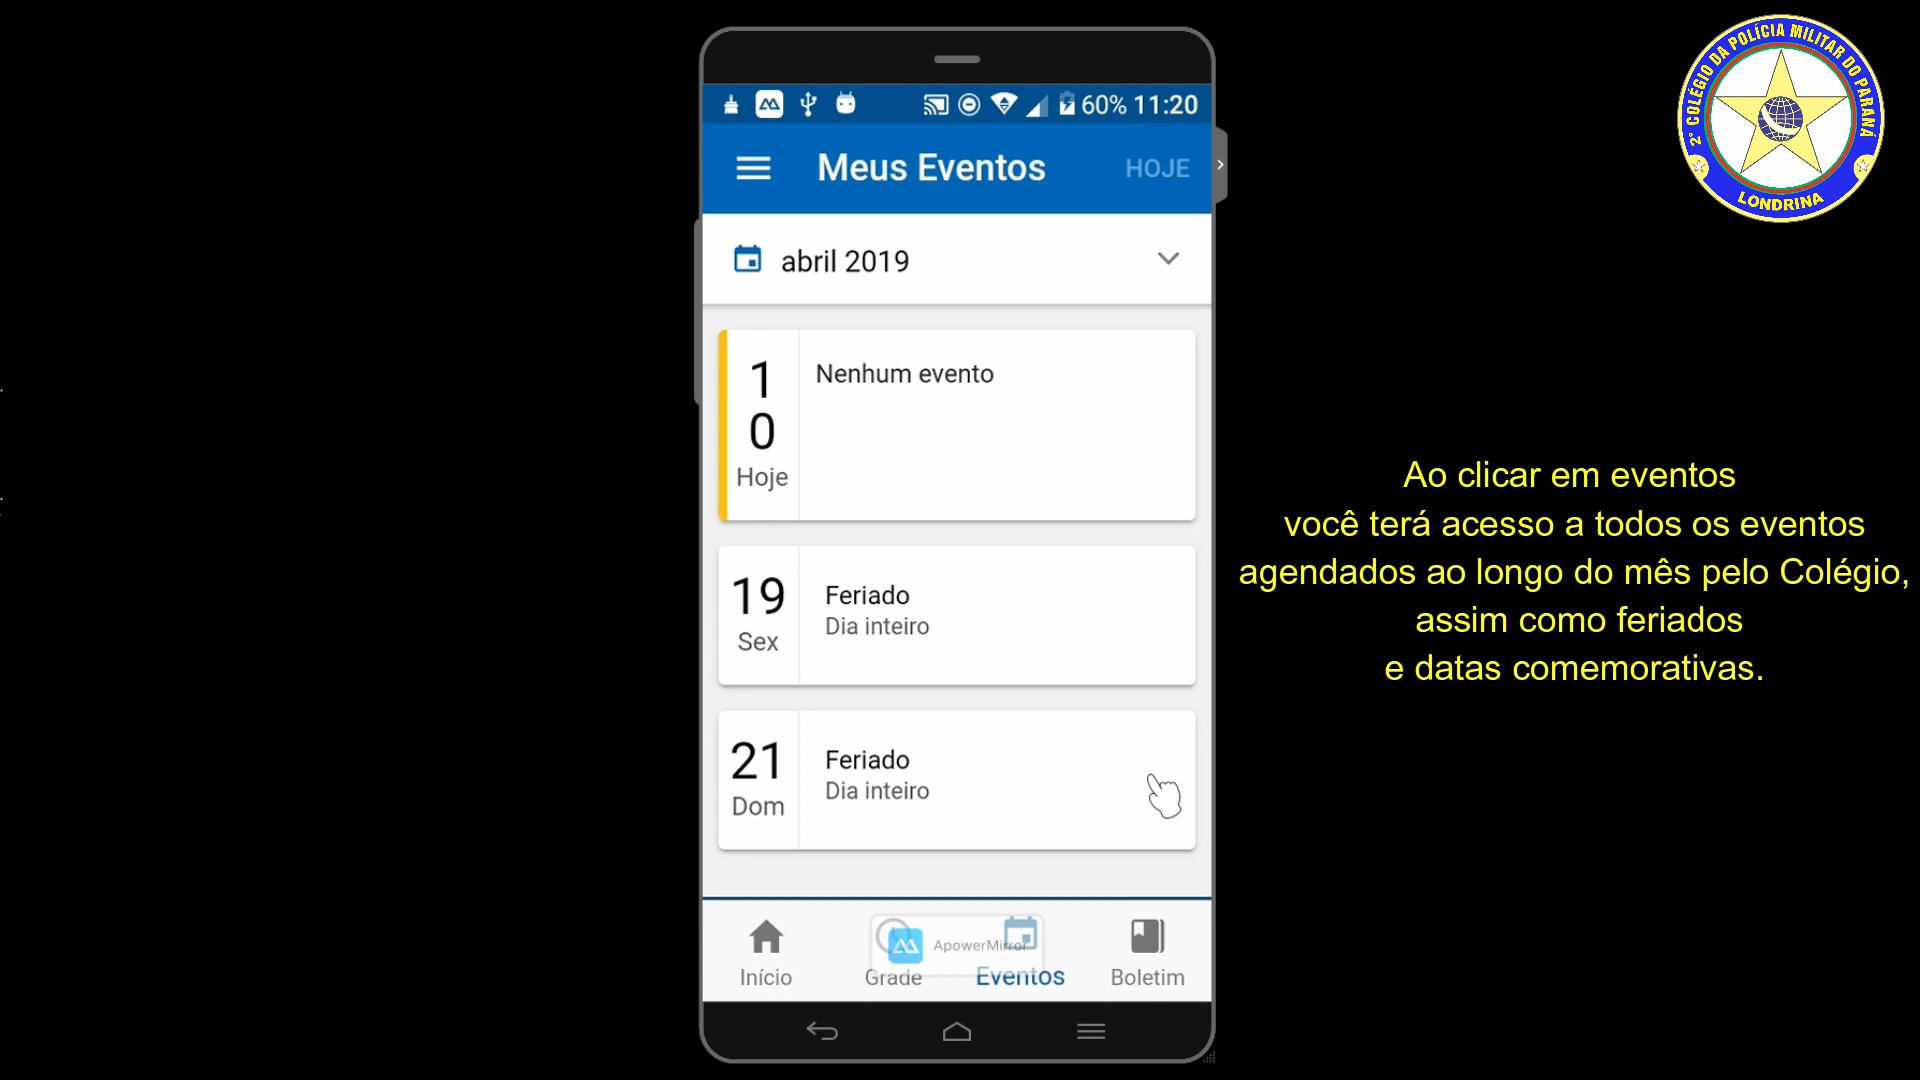 60% 11:20
Meus Eventos
HOJE
abril 2019
1
0
Hoje
Nenhum evento
19
Sex
Feriado
Dia inteiro
21
Dom
Feriado
Dia inteiro
ApowerMirror
Início
Grade
Eventos
Boletim
2º COLÉGIO DA POLÍCIA MILITAR DO PARANÁ
LONDRINA
Ao clicar em eventos
você terá acesso a todos os eventos
agendados ao longo do mês pelo Colégio,
assim como feriados
e datas comemorativas.